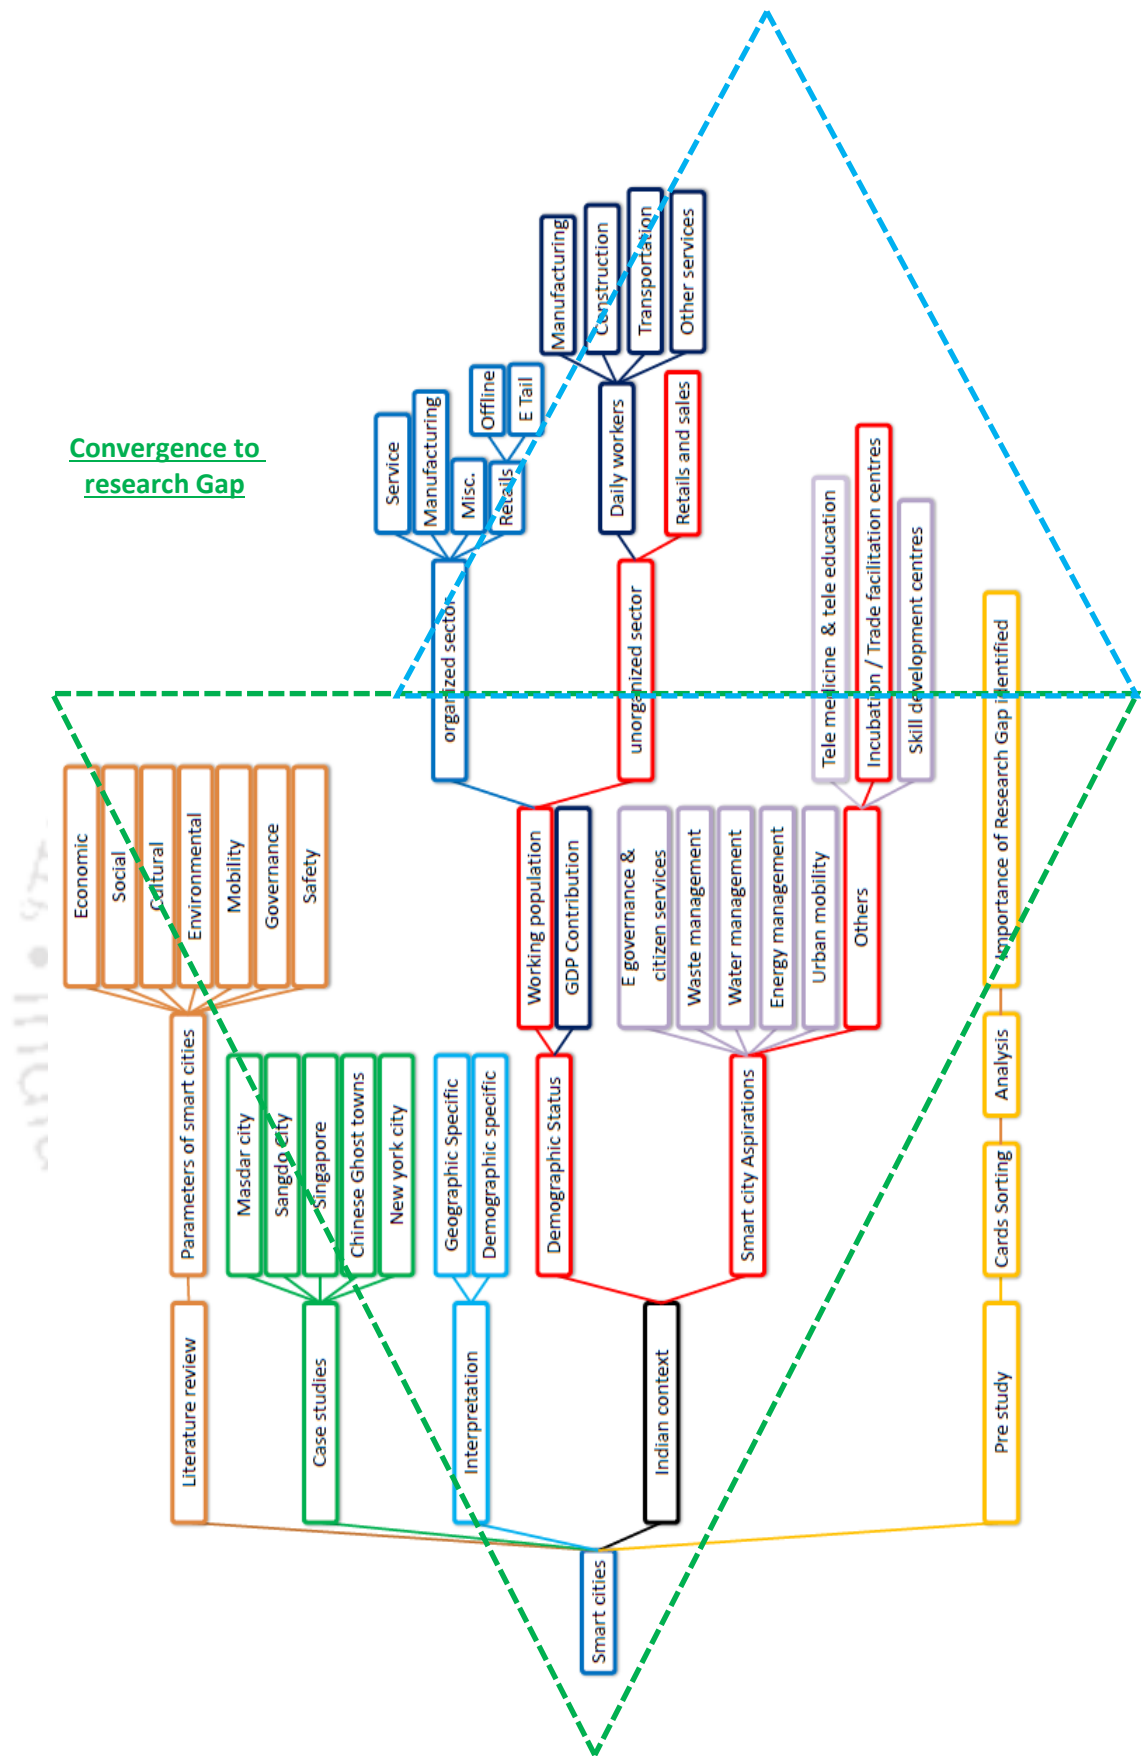 Convergence to
research Gap
Smart cities
Literature review
Parameters of smart cities
Economic
Social
Cultural
Environmental
Mobility
Governance
Safety
Case studies
Masdar city
Sangdo City
Singapore
Chinese Ghost towns
New york city
Interpretation
Geographic Specific
Demographic specific
Indian context
Demographic Status
Working population
organized sector
Service
Manufacturing
Misc.
Retails
Offline
E Tail
unorganized sector
Daily workers
Manufacturing
Construction
Transportation
Other services
Retails and sales
GDP Contribution
Smart city Aspirations
E governance &
citizen services
Waste management
Water management
Energy management
Urban mobility
Others
Tele medicine & tele education
Incubation / Trade facilitation centres
Skill development centres
Pre study
Cards Sorting
Analysis
Importance of Research Gap identified